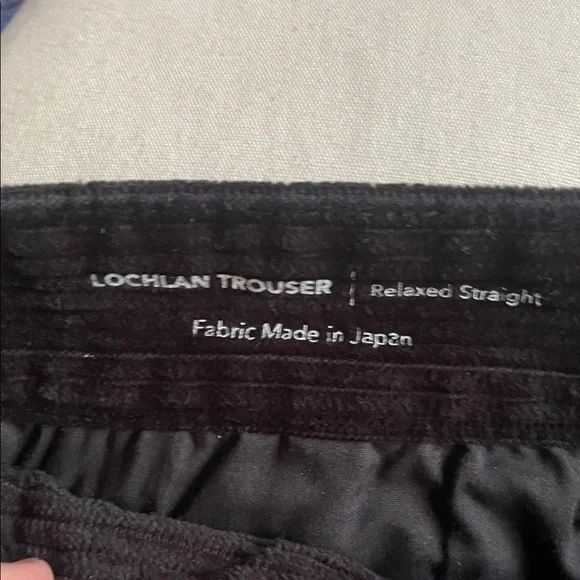 LOCHLAN TROUSER | Relaxed Straight
Fabric Made in Japan